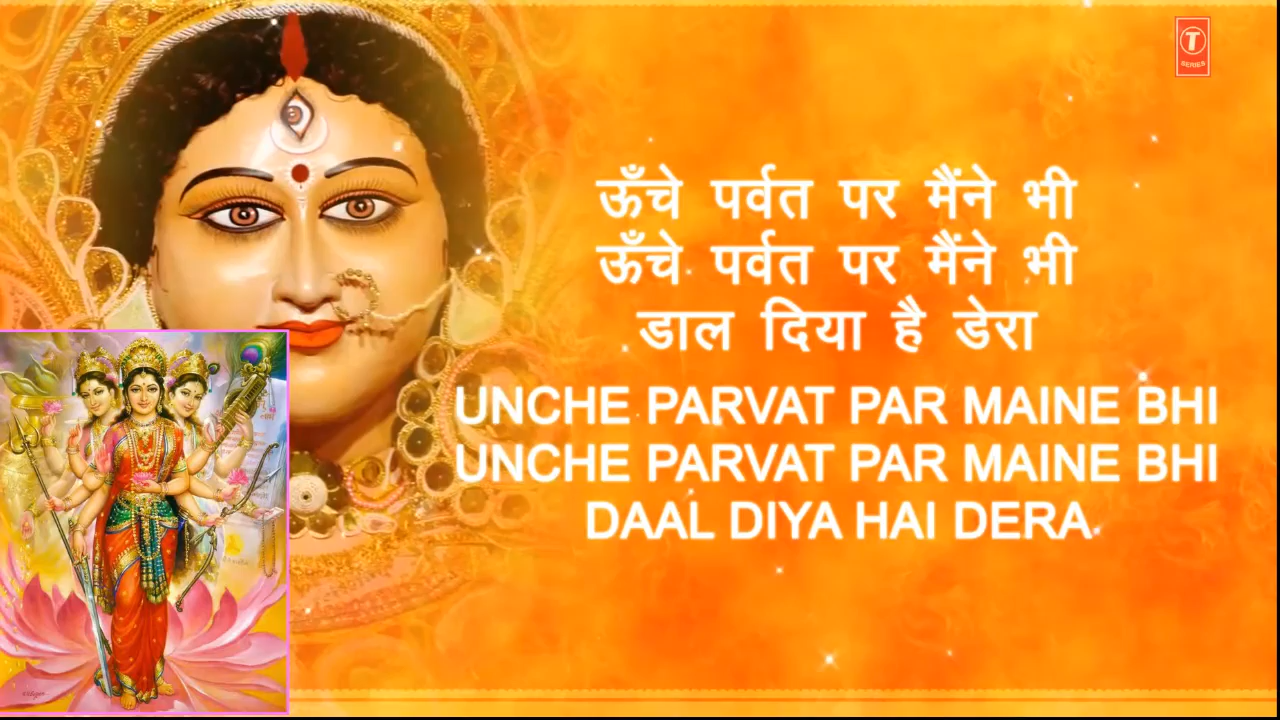 T
SERIES
ऊँचे पर्वत पर मैंने भी
ऊँचे पर्वत पर मैंने भी
डाल दिया है डेरा
UNCHE PARVAT PAR MAINE BHI
UNCHE PARVAT PAR MAINE BHI
DAAL DIYA HAI DERA